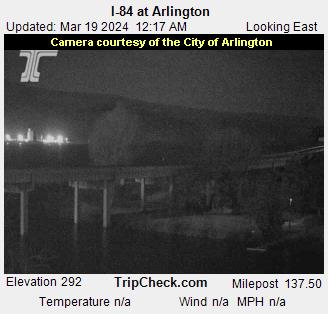 I-84 at Arlington
Updated: Mar 19 2024 12:17 AM Looking East
Camera courtesy of the City of Arlington
Elevation 292 TripCheck.com Milepost 137.50
Temperature n/a Wind n/a MPH n/a